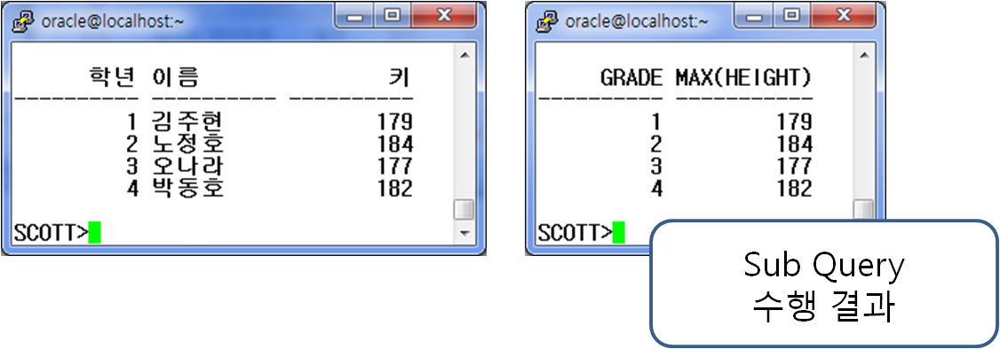 oracle@localhost:~
학년 이름 키
---------- ---------- ----------
1 김주현 179
2 노정호 184
3 오나라 177
4 박동호 182
SCOTT>
oracle@localhost:~
GRADE MAX(HEIGHT)
---------- -----------
1 179
2 184
3 177
4 182
SCOTT>
Sub Query
수행 결과